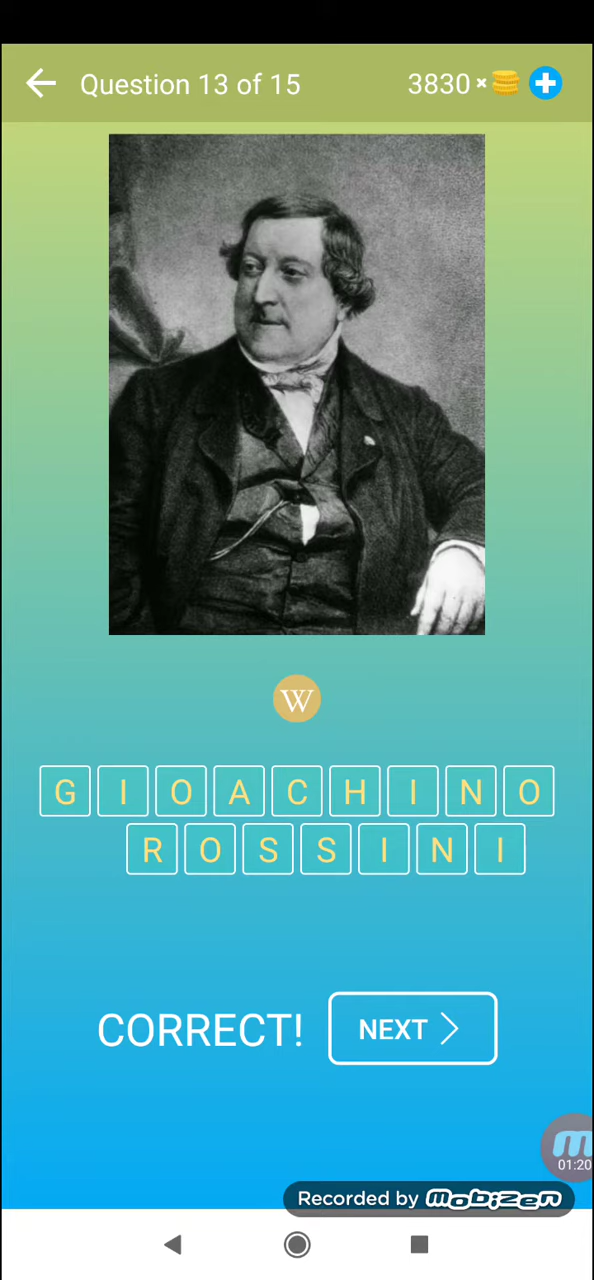 Question 13 of 15
3830 ×
W
GIOACHINO
ROSSINI
CORRECT!
NEXT
m
01:20
Recorded by mobizen